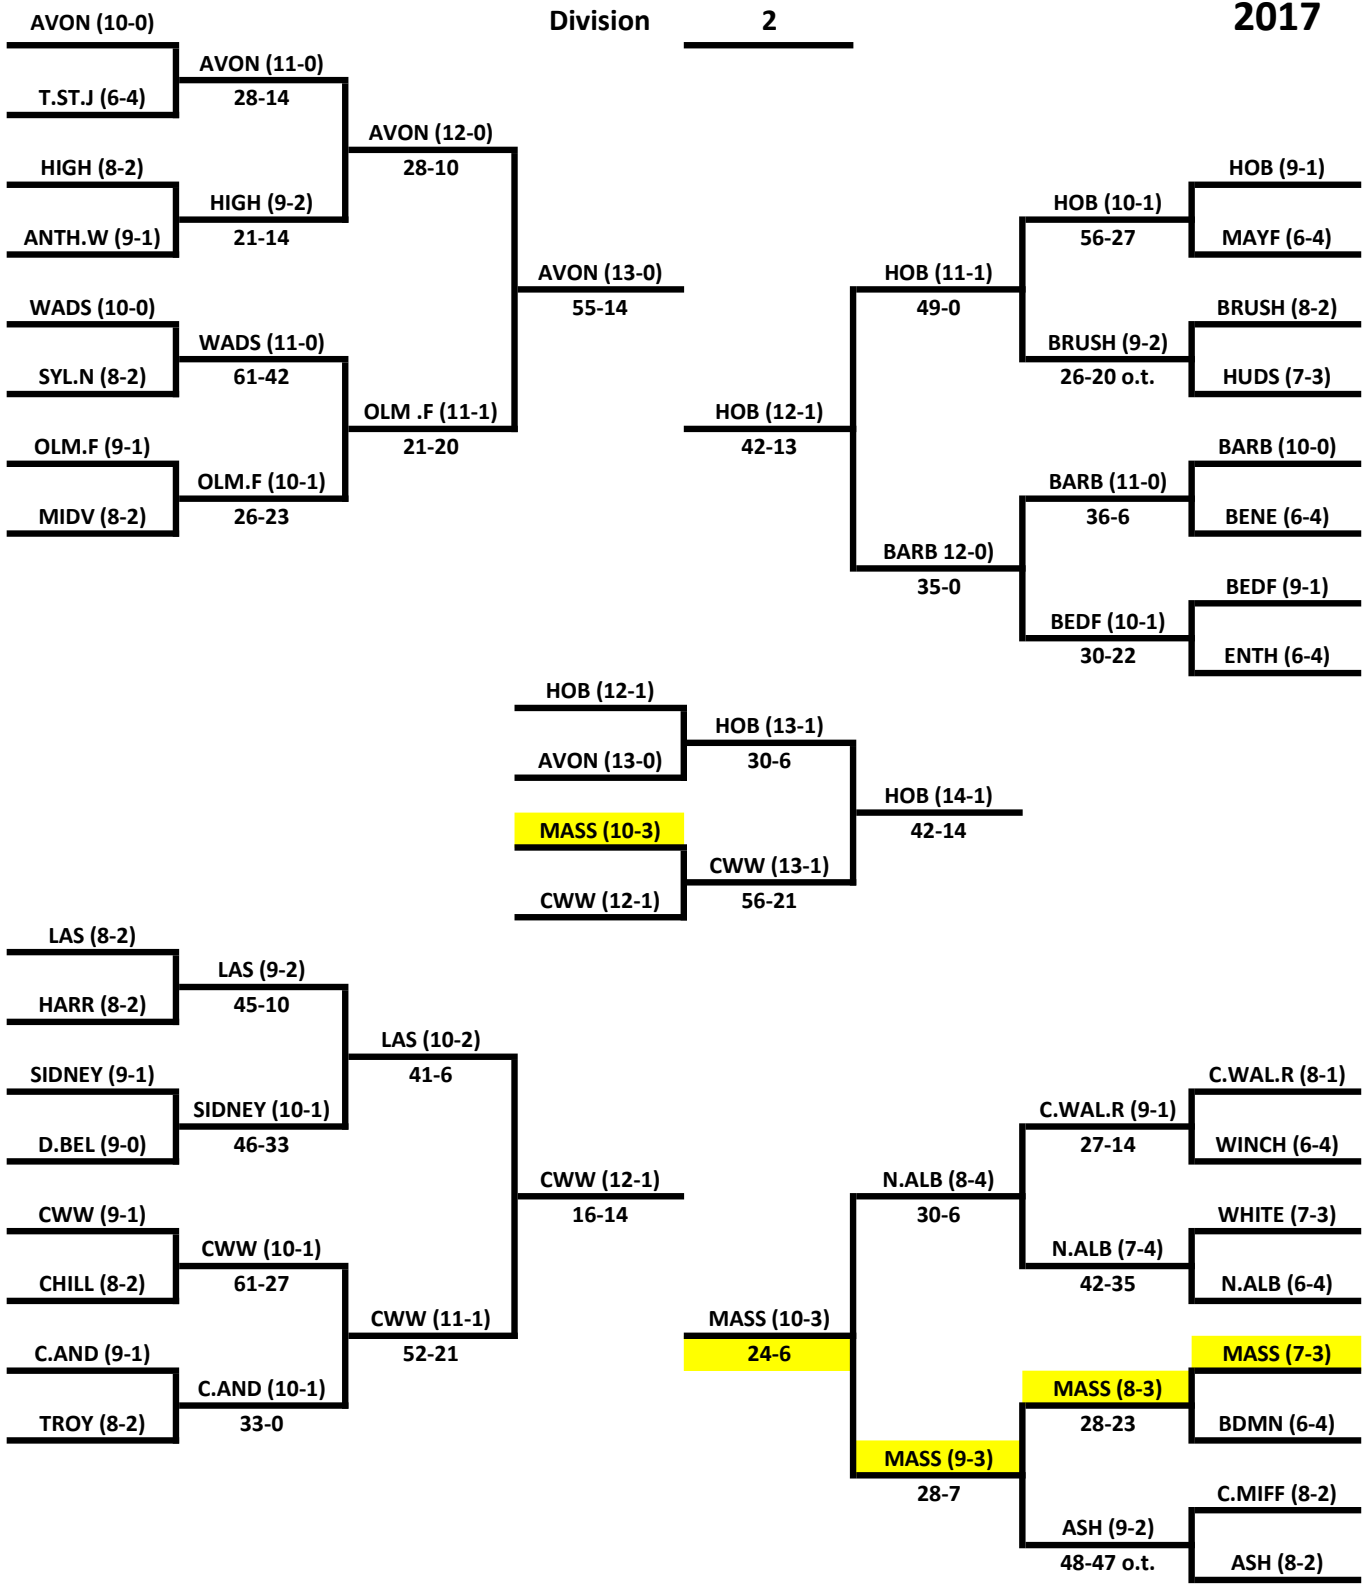 Division 2 2017
AVON (10-0)
T.ST.J (6-4)
HIGH (8-2)
ANTH.W (9-1)
WADS (10-0)
SYL.N (8-2)
OLM.F (9-1)
MIDV (8-2)
AVON (11-0)
28-14
HIGH (9-2)
21-14
WADS (11-0)
61-42
OLM.F (10-1)
26-23
AVON (12-0)
28-10
OLM .F (11-1)
21-20
AVON (13-0)
55-14
HOB (12-1)
42-13
HOB (11-1)
49-0
BARB 12-0)
35-0
HOB (10-1)
56-27
BRUSH (9-2)
26-20 o.t.
BARB (11-0)
36-6
BEDF (10-1)
30-22
HOB (9-1)
MAYF (6-4)
BRUSH (8-2)
HUDS (7-3)
BARB (10-0)
BENE (6-4)
BEDF (9-1)
ENTH (6-4)
HOB (12-1)
AVON (13-0)
MASS (10-3)
CWW (12-1)
HOB (13-1)
30-6
CWW (13-1)
56-21
HOB (14-1)
42-14
LAS (8-2)
HARR (8-2)
SIDNEY (9-1)
D.BEL (9-0)
CWW (9-1)
CHILL (8-2)
C.AND (9-1)
TROY (8-2)
LAS (9-2)
45-10
SIDNEY (10-1)
46-33
CWW (10-1)
61-27
C.AND (10-1)
33-0
LAS (10-2)
41-6
CWW (11-1)
52-21
CWW (12-1)
16-14
MASS (10-3)
24-6
N.ALB (8-4)
30-6
MASS (9-3)
28-7
C.WAL.R (9-1)
27-14
N.ALB (7-4)
42-35
MASS (8-3)
28-23
ASH (9-2)
48-47 o.t.
C.WAL.R (8-1)
WINCH (6-4)
WHITE (7-3)
N.ALB (6-4)
MASS (7-3)
BDMN (6-4)
C.MIFF (8-2)
ASH (8-2)